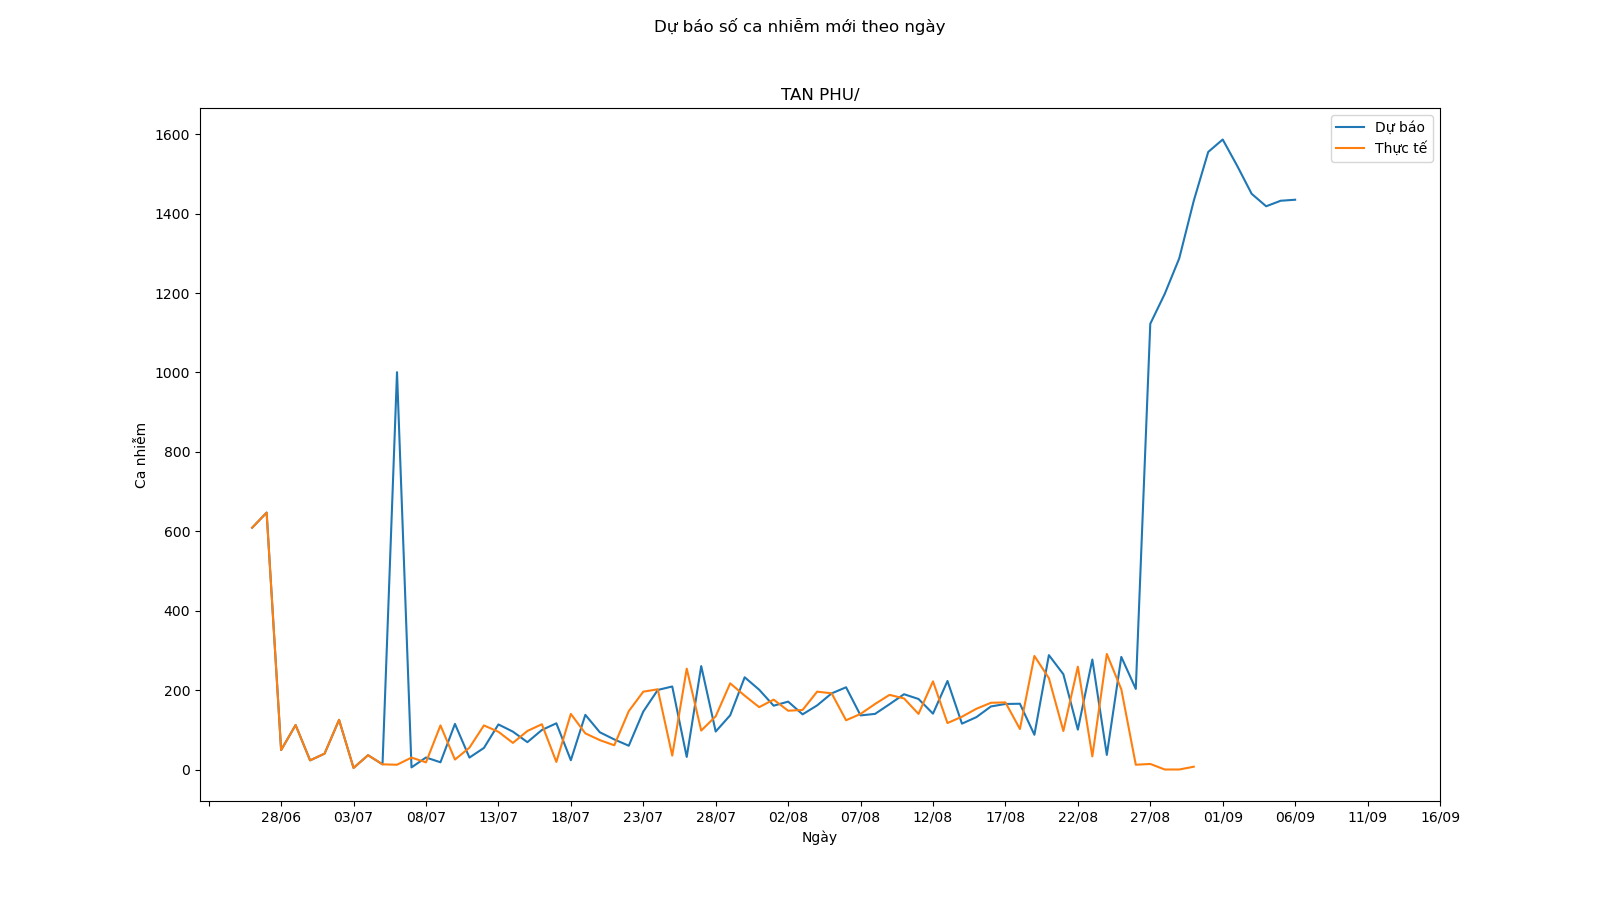 Dự báo số ca nhiễm mới theo ngày
TAN PHU/
Dự báo
Thực tế
1600
1400
1200
1000
800
600
400
200
0
Ca nhiễm
28/06 03/07 08/07 13/07 18/07 23/07 28/07 02/08 07/08 12/08 17/08 22/08 27/08 01/09 06/09 11/09 16/09
Ngày